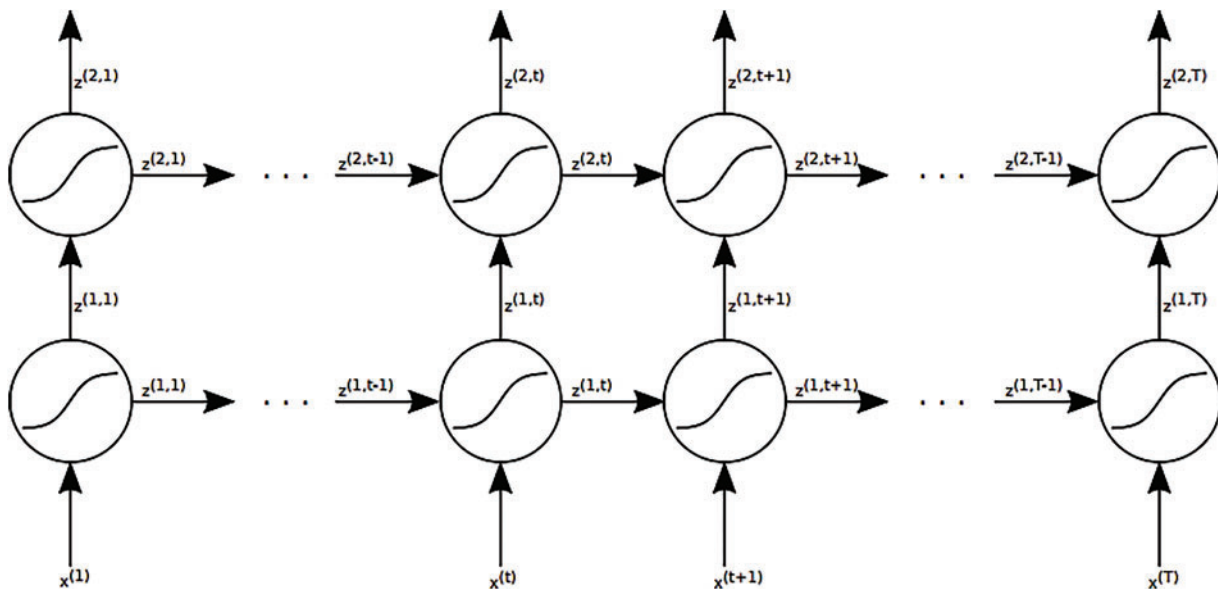 z(2,1) z(2,t) z(2,t+1) z(2,T)
z(2,1) . . . z(2,t-1) z(2,t) z(2,t+1) . . . z(2,T-1)
z(1,1) z(1,t) z(1,t+1) z(1,T)
z(1,1) . . . z(1,t-1) z(1,t) z(1,t+1) . . . z(1,T-1)
x(1) x(t) x(t+1) x(T)